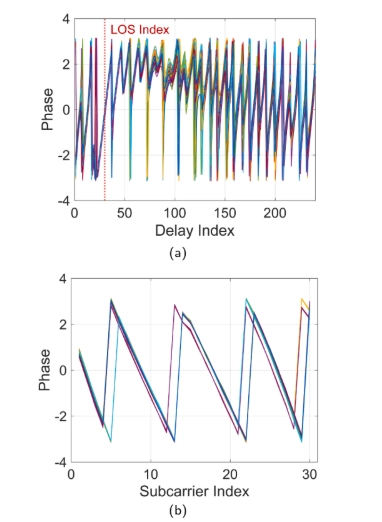 4
LOS Index
2
Phase
0
-2
-4
0 50 100 150 200
Delay Index
(a)
4
2
Phase
0
-2
-4
0 10 20 30
Subcarrier Index
(b)